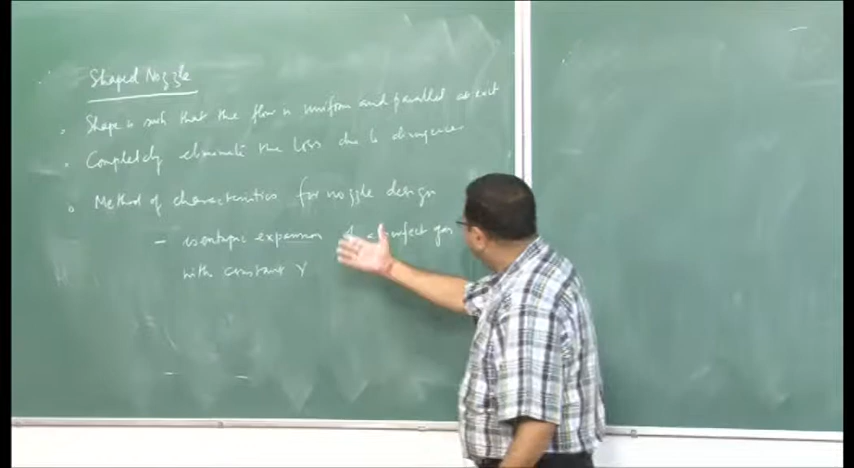 Shaped Nozzle
Shape is such that the flow is uniform and parallel at exit
Completely eliminate the loss due to divergence
Method of characteristics for nozzle design
– isentropic expansion perfect gas
with constant γ